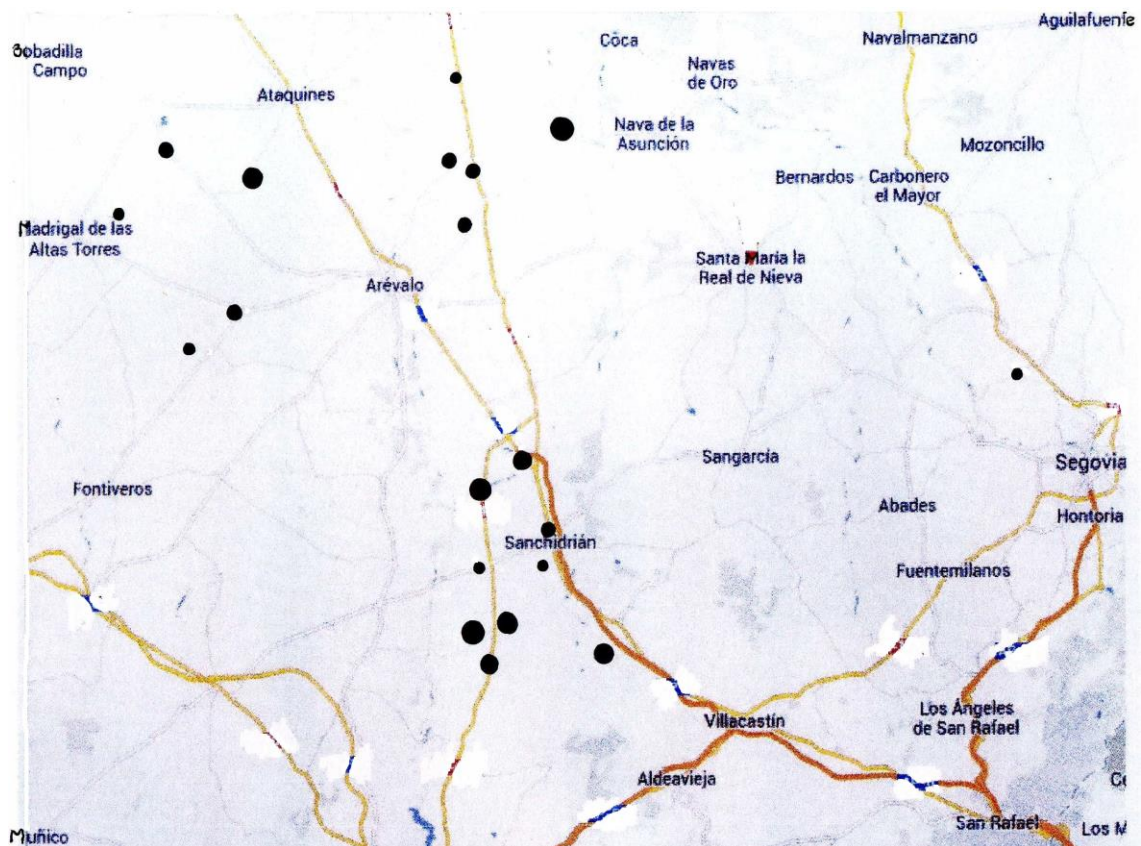 Aguilafuente
Navalmanzano
Coca
Bobadilla
Campo
Navas
de Oro
Ataquines
Nava de la
Asunción
Mozoncillo
Bernardos
Carbonero
el Mayor
Madrigal de las
Altas Torres
Santa María la
Real de Nieva
Arévalo
Sangarcía
Segovia
Fontiveros
Abades
Hontoria
Sanchidrián
Fuentemilanos
Villacastín
Los Ángeles
de San Rafael
Aldeavieja
Ce
San Rafael
Los M
Muñico